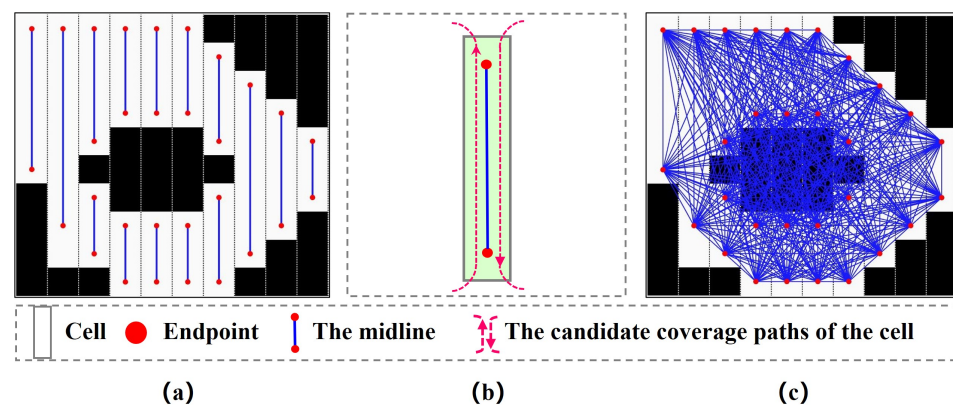 Cell Endpoint The midline The candidate coverage paths of the cell
(a) (b) (c)